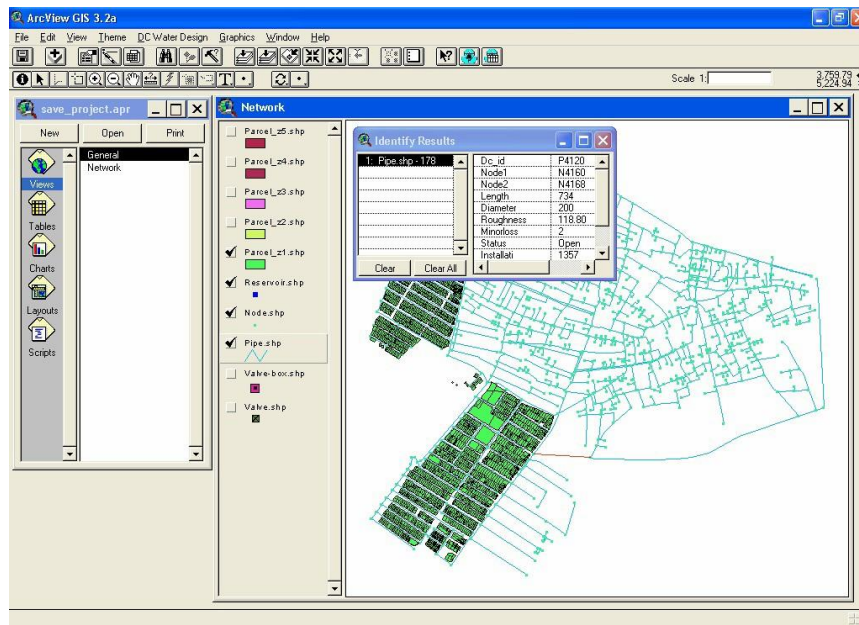 ArcView GIS 3.2a
File Edit View Theme DC Water Design Graphics Window Help
Scale 1:
3,759.79
5,224.94
save_project.apr
New Open Print
General
Network
Views
Tables
Charts
Layouts
Scripts
Network
Parcel_z5.shp
Parcel_z4.shp
Parcel_z3.shp
Parcel_z2.shp
Parcel_z1.shp
Reservoir.shp
Node.shp
Pipe.shp
Valve-box.shp
Valve.shp
Identify Results
1: Pipe.shp - 178
Dc_id P4120
Node1 N4160
Node2 N4168
Length 734
Diameter 200
Roughness 118.80
Minorloss 2
Status Open
Installati 1357
Clear Clear All